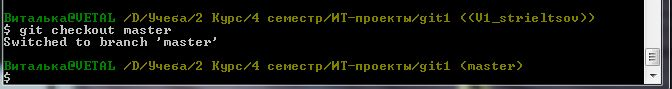 Виталька@VETAL /D/Учеба/2 Курс/4 семестр/ИТ-проекты/git1 ((V1_strieltsov))
$ git checkout master
Switched to branch 'master'
Виталька@VETAL /D/Учеба/2 Курс/4 семестр/ИТ-проекты/git1 (master)
$